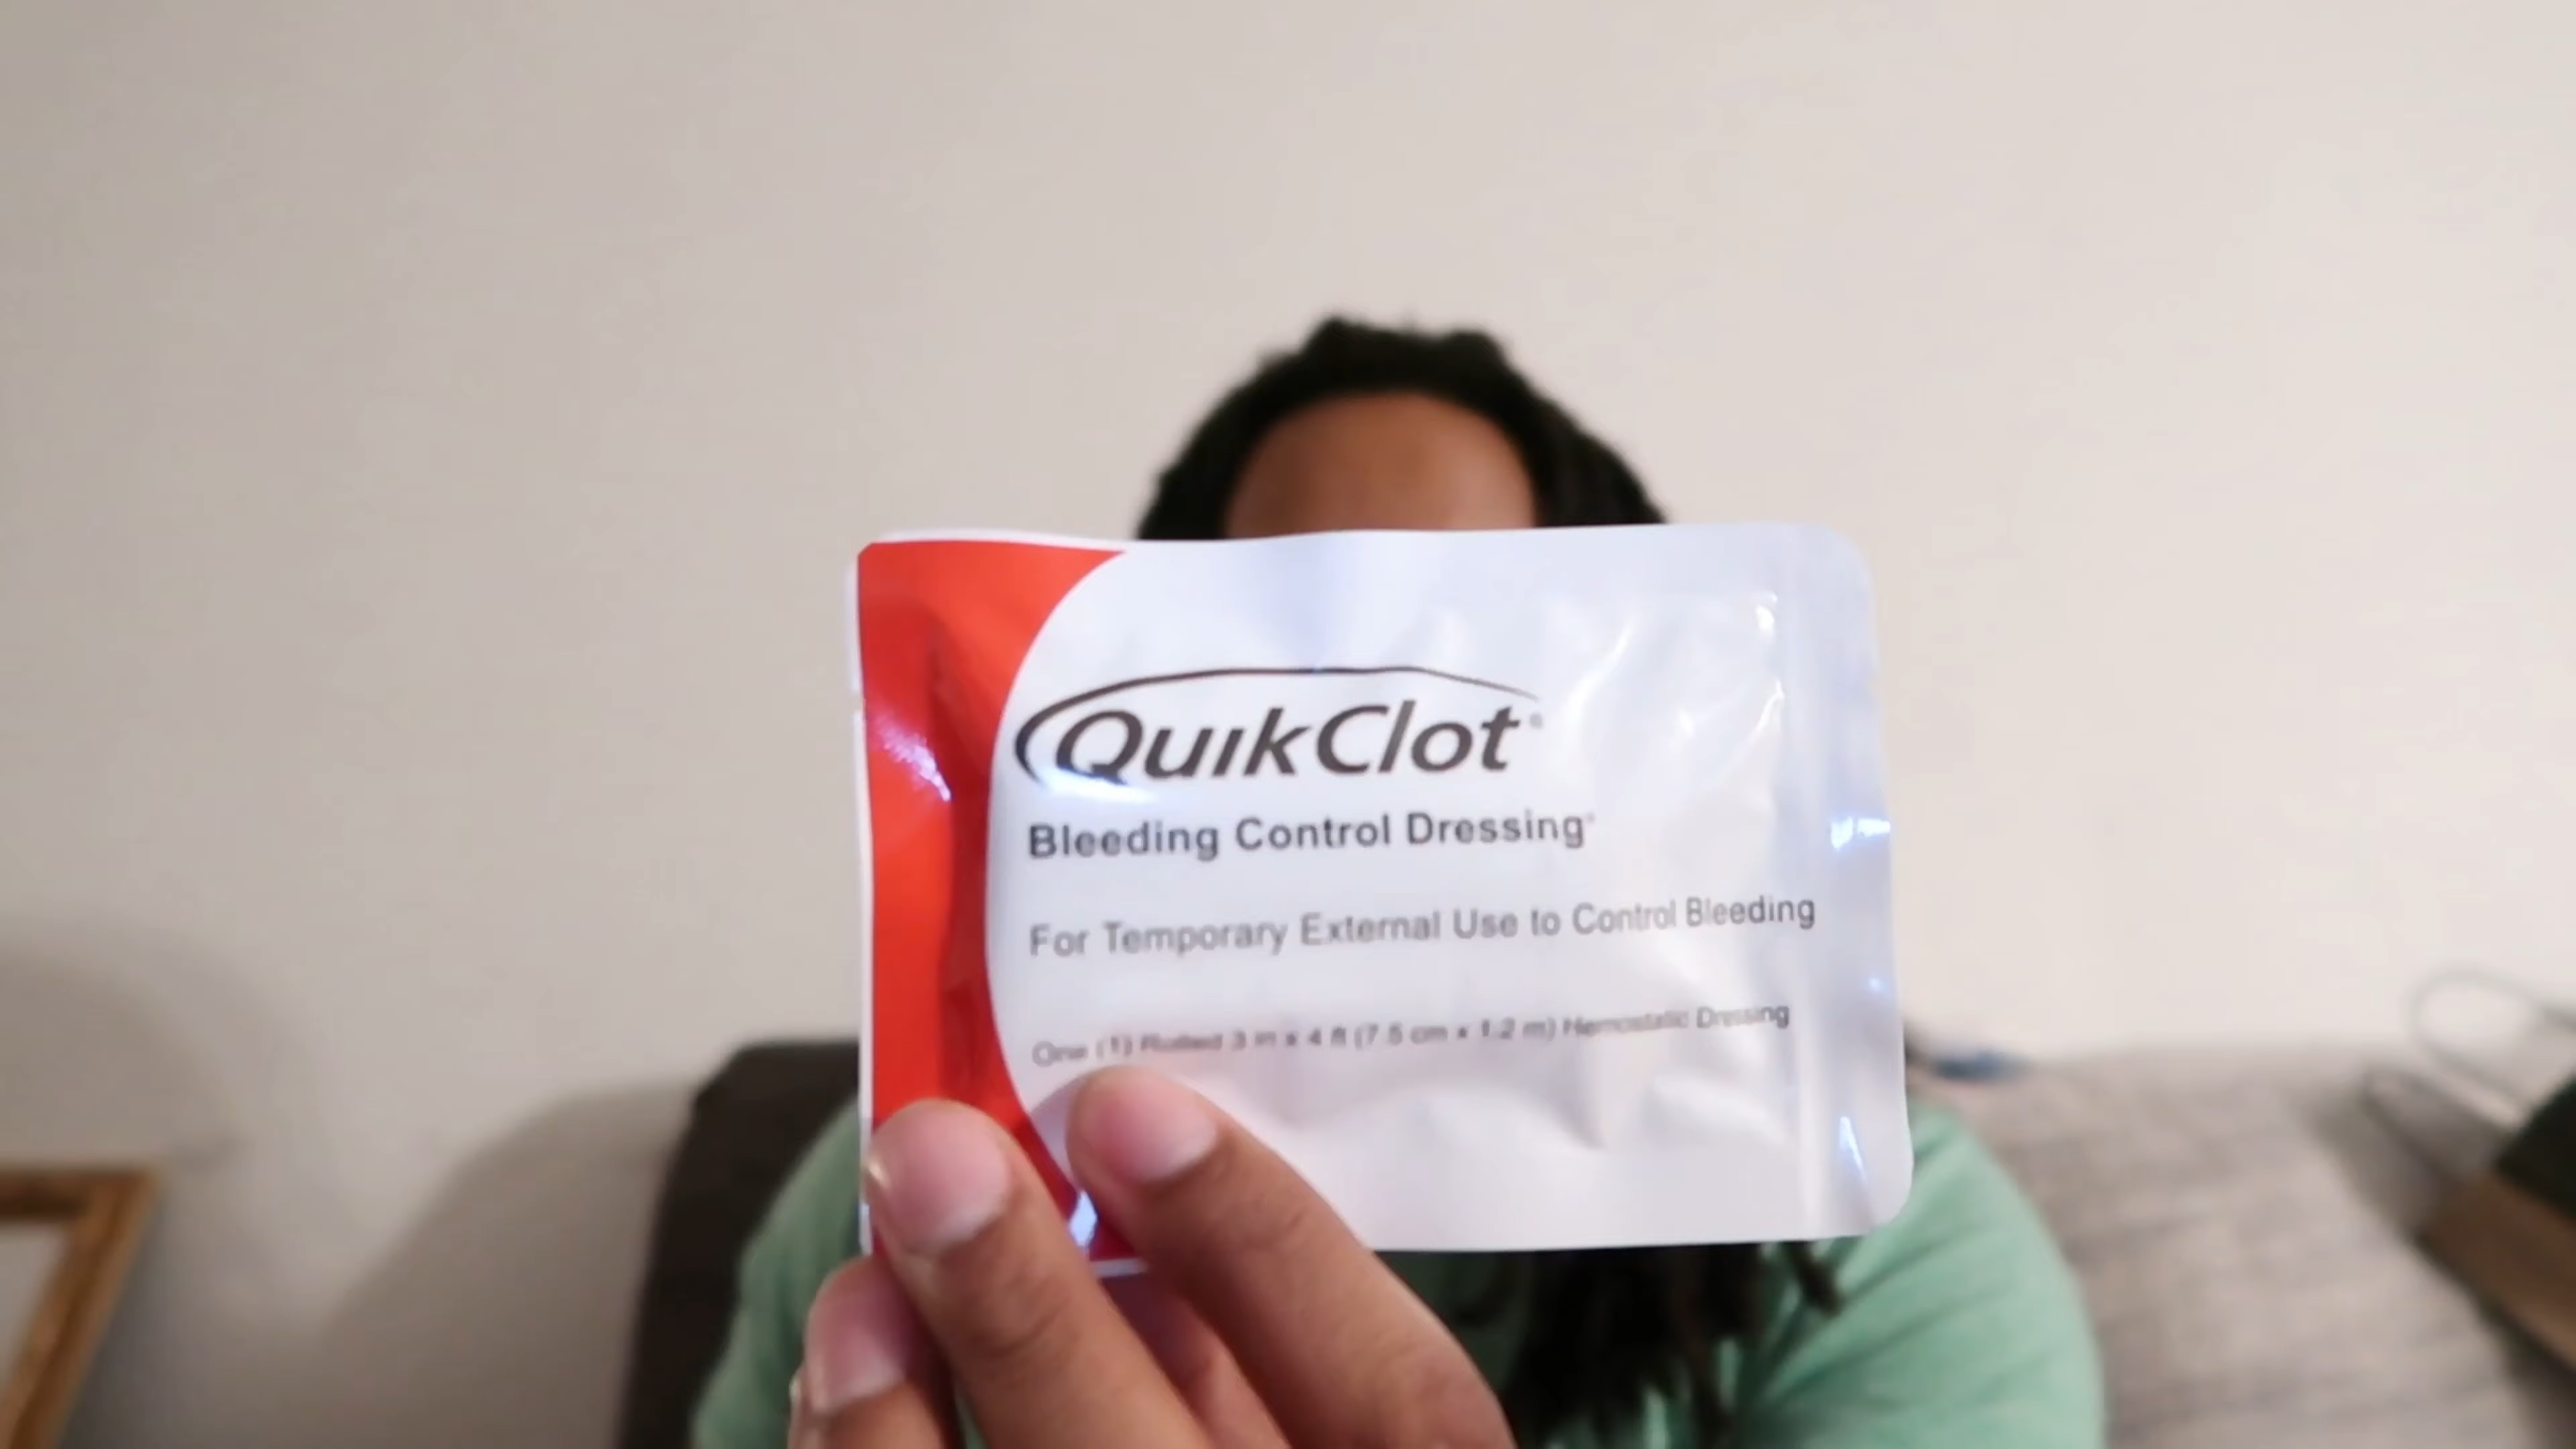 QuikClot®
Bleeding Control Dressing®
For Temporary External Use to Control Bleeding
One (1) Rolled 3 in x 4 ft (7.5 cm x 1.2 m) Hemostatic Dressing